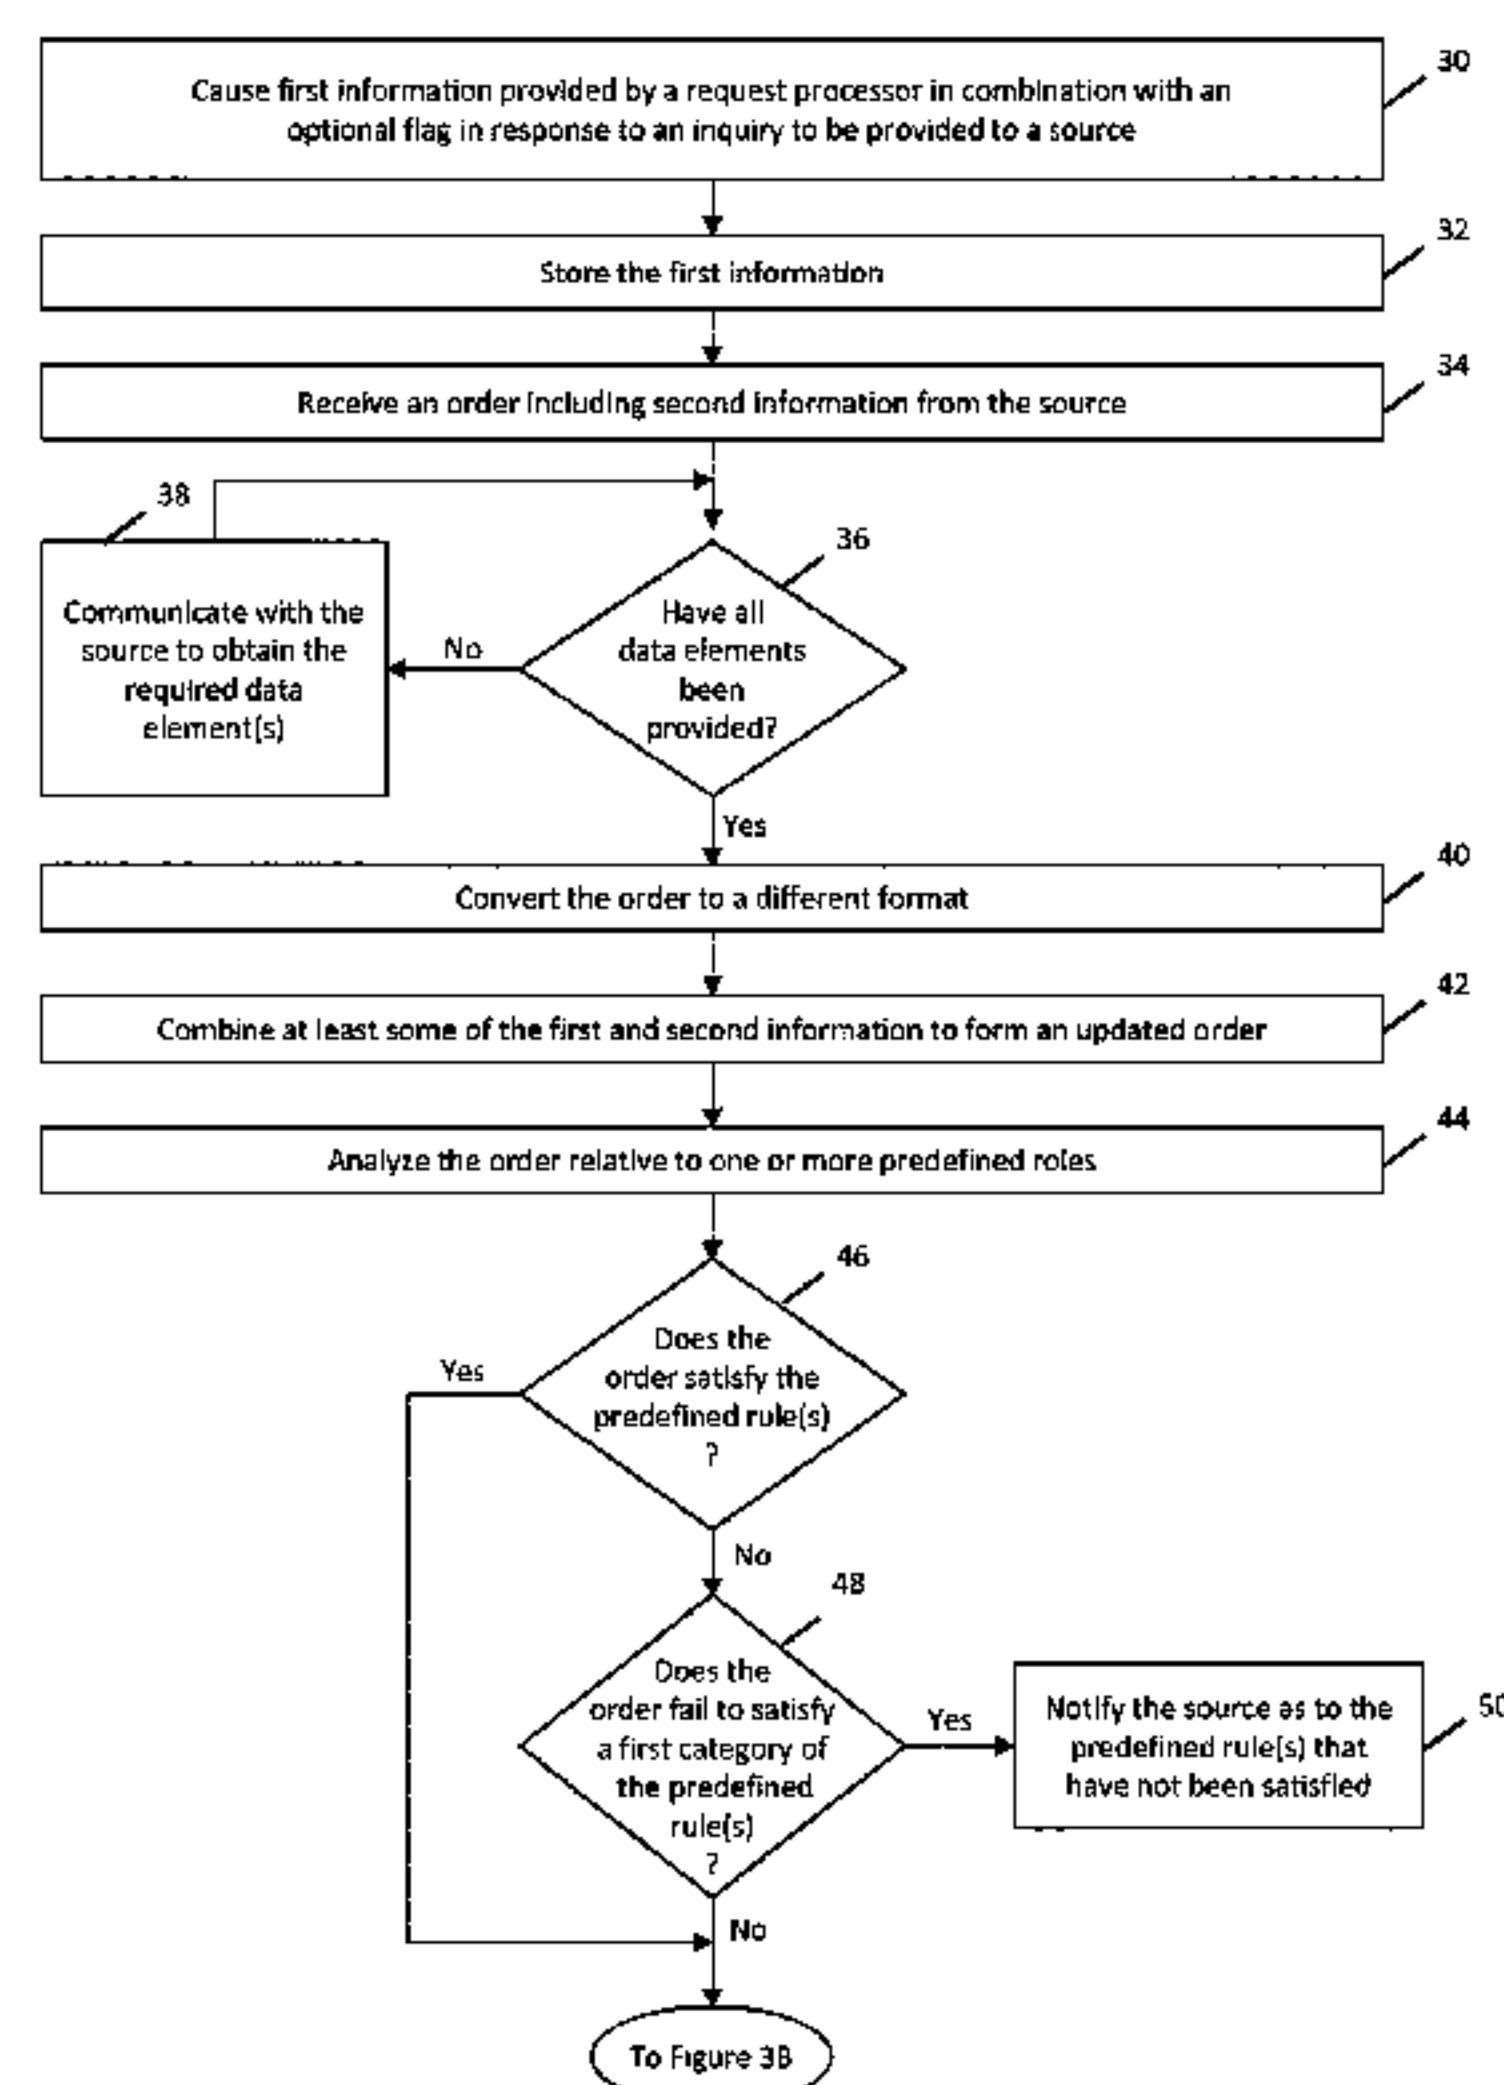 30
Cause first information provided by a request processor in combination with an
optional flag in response to an inquiry to be provided to a source
32
Store the first information
34
Receive an order including second information from the source
38
36
Communicate with the
source to obtain the
required data
element(s)
No
Have all
data elements
been
provided?
Yes
40
Convert the order to a different format
42
Combine at least some of the first and second information to form an updated order
44
Analyze the order relative to one or more predefined roles
46
Does the
order satisfy the
predefined rule(s)
?
Yes
No
48
Does the
order fail to satisfy
a first category of
the predefined
rule(s)
?
Yes
Notify the source as to the
predefined rule(s) that
have not been satisfied
50
No
To Figure 3B